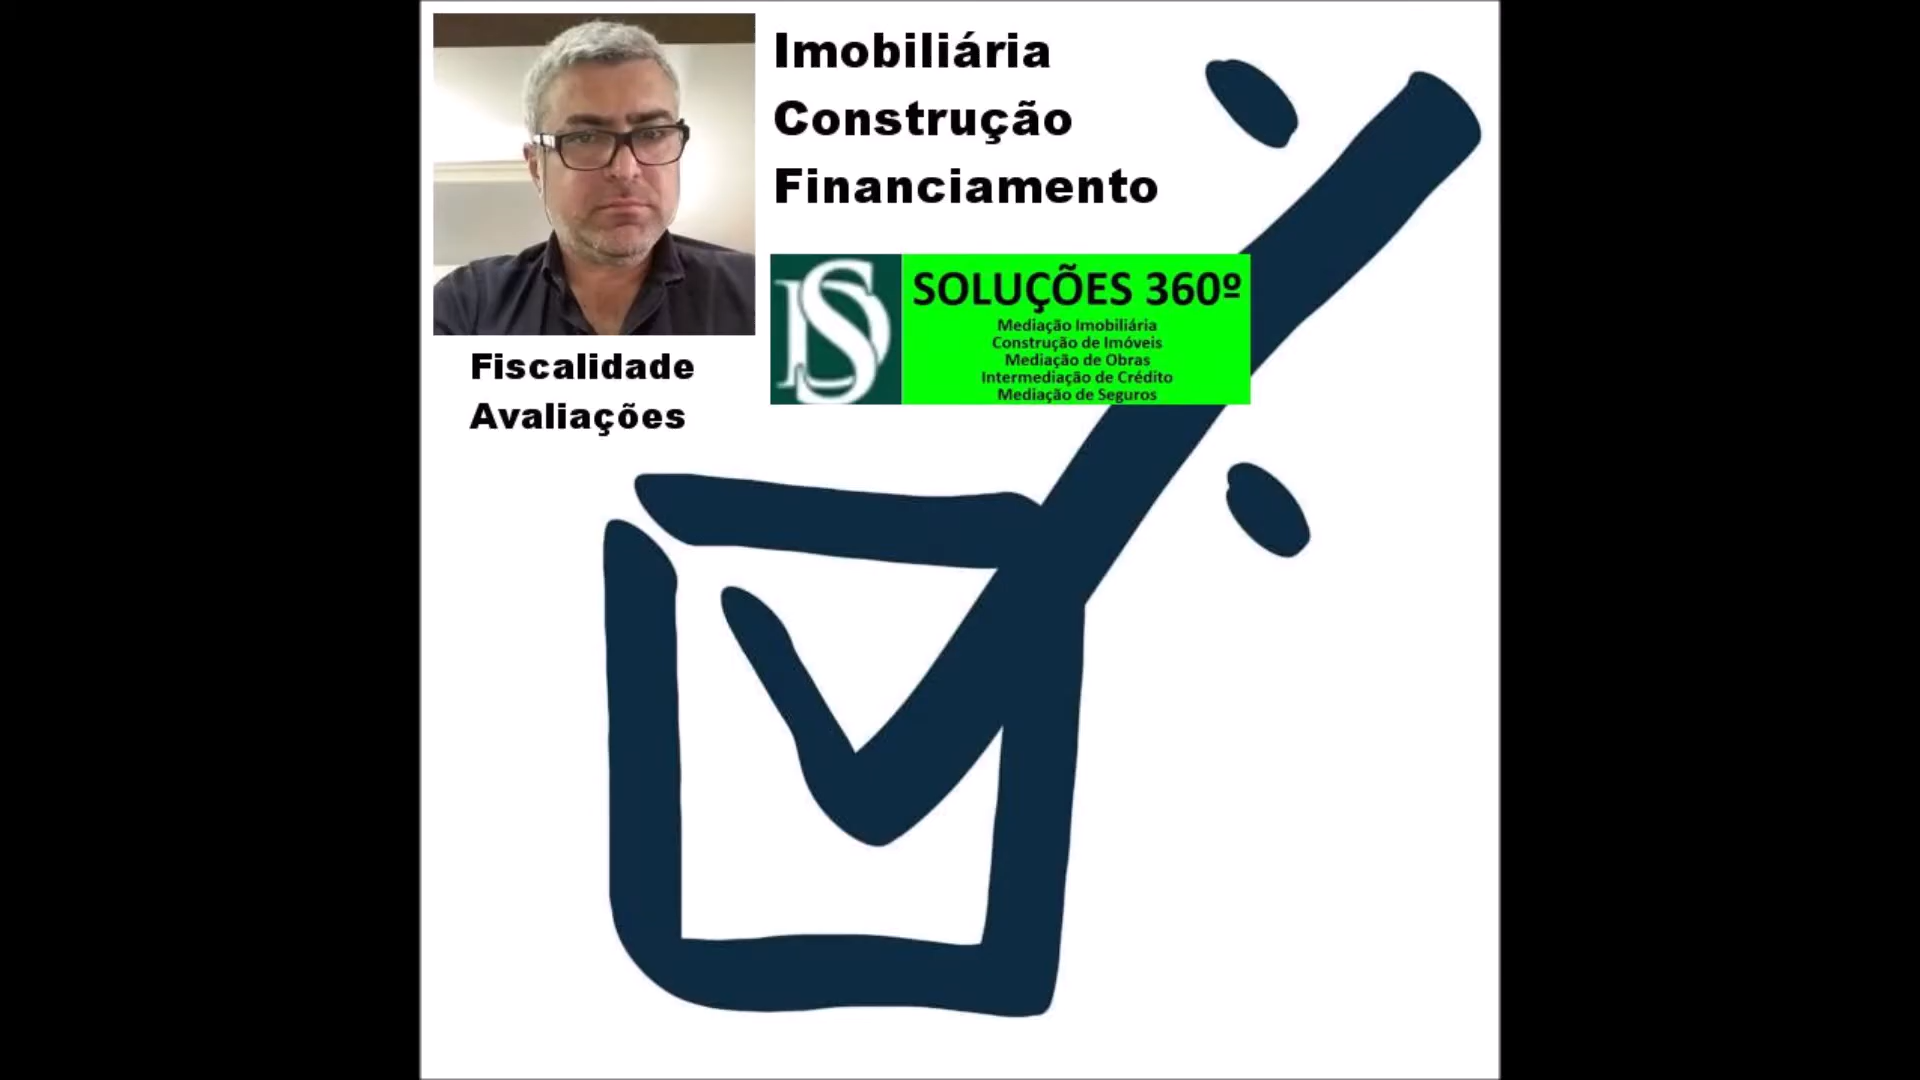 Imobiliária
Construção
Financiamento
DS
SOLUÇÕES 360º
Mediação Imobiliária
Construção de Imóveis
Mediação de Obras
Intermediação de Crédito
Mediação de Seguros
Fiscalidade
Avaliações